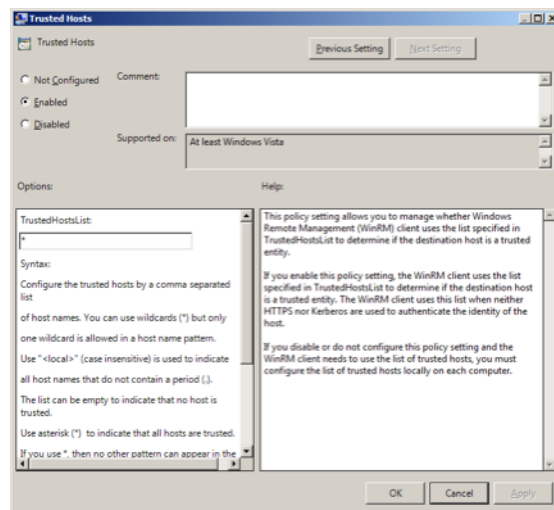 Trusted Hosts
Trusted Hosts
Previous Setting
Next Setting
Not Configured
Comment:
Enabled
Disabled
Supported on:
At least Windows Vista
Options:
Help:
TrustedHostsList:
*
Syntax:
Configure the trusted hosts by a comma separated
list
of host names. You can use wildcards (*) but only
one wildcard is allowed in a host name pattern.
Use "<local>" (case insensitive) is used to indicate
all host names that do not contain a period (.).
The list can be empty to indicate that no host is
trusted.
Use asterisk (*) to indicate that all hosts are trusted.
If you use *, then no other pattern can appear in the
This policy setting allows you to manage whether Windows
Remote Management (WinRM) client uses the list specified in
TrustedHostsList to determine if the destination host is a trusted
entity.
If you enable this policy setting, the WinRM client uses the list
specified in TrustedHostsList to determine if the destination host
is a trusted entity. The WinRM client uses this list when neither
HTTPS nor Kerberos are used to authenticate the identity of the
host.
If you disable or do not configure this policy setting and the
WinRM client needs to use the list of trusted hosts, you must
configure the list of trusted hosts locally on each computer.
OK
Cancel
Apply